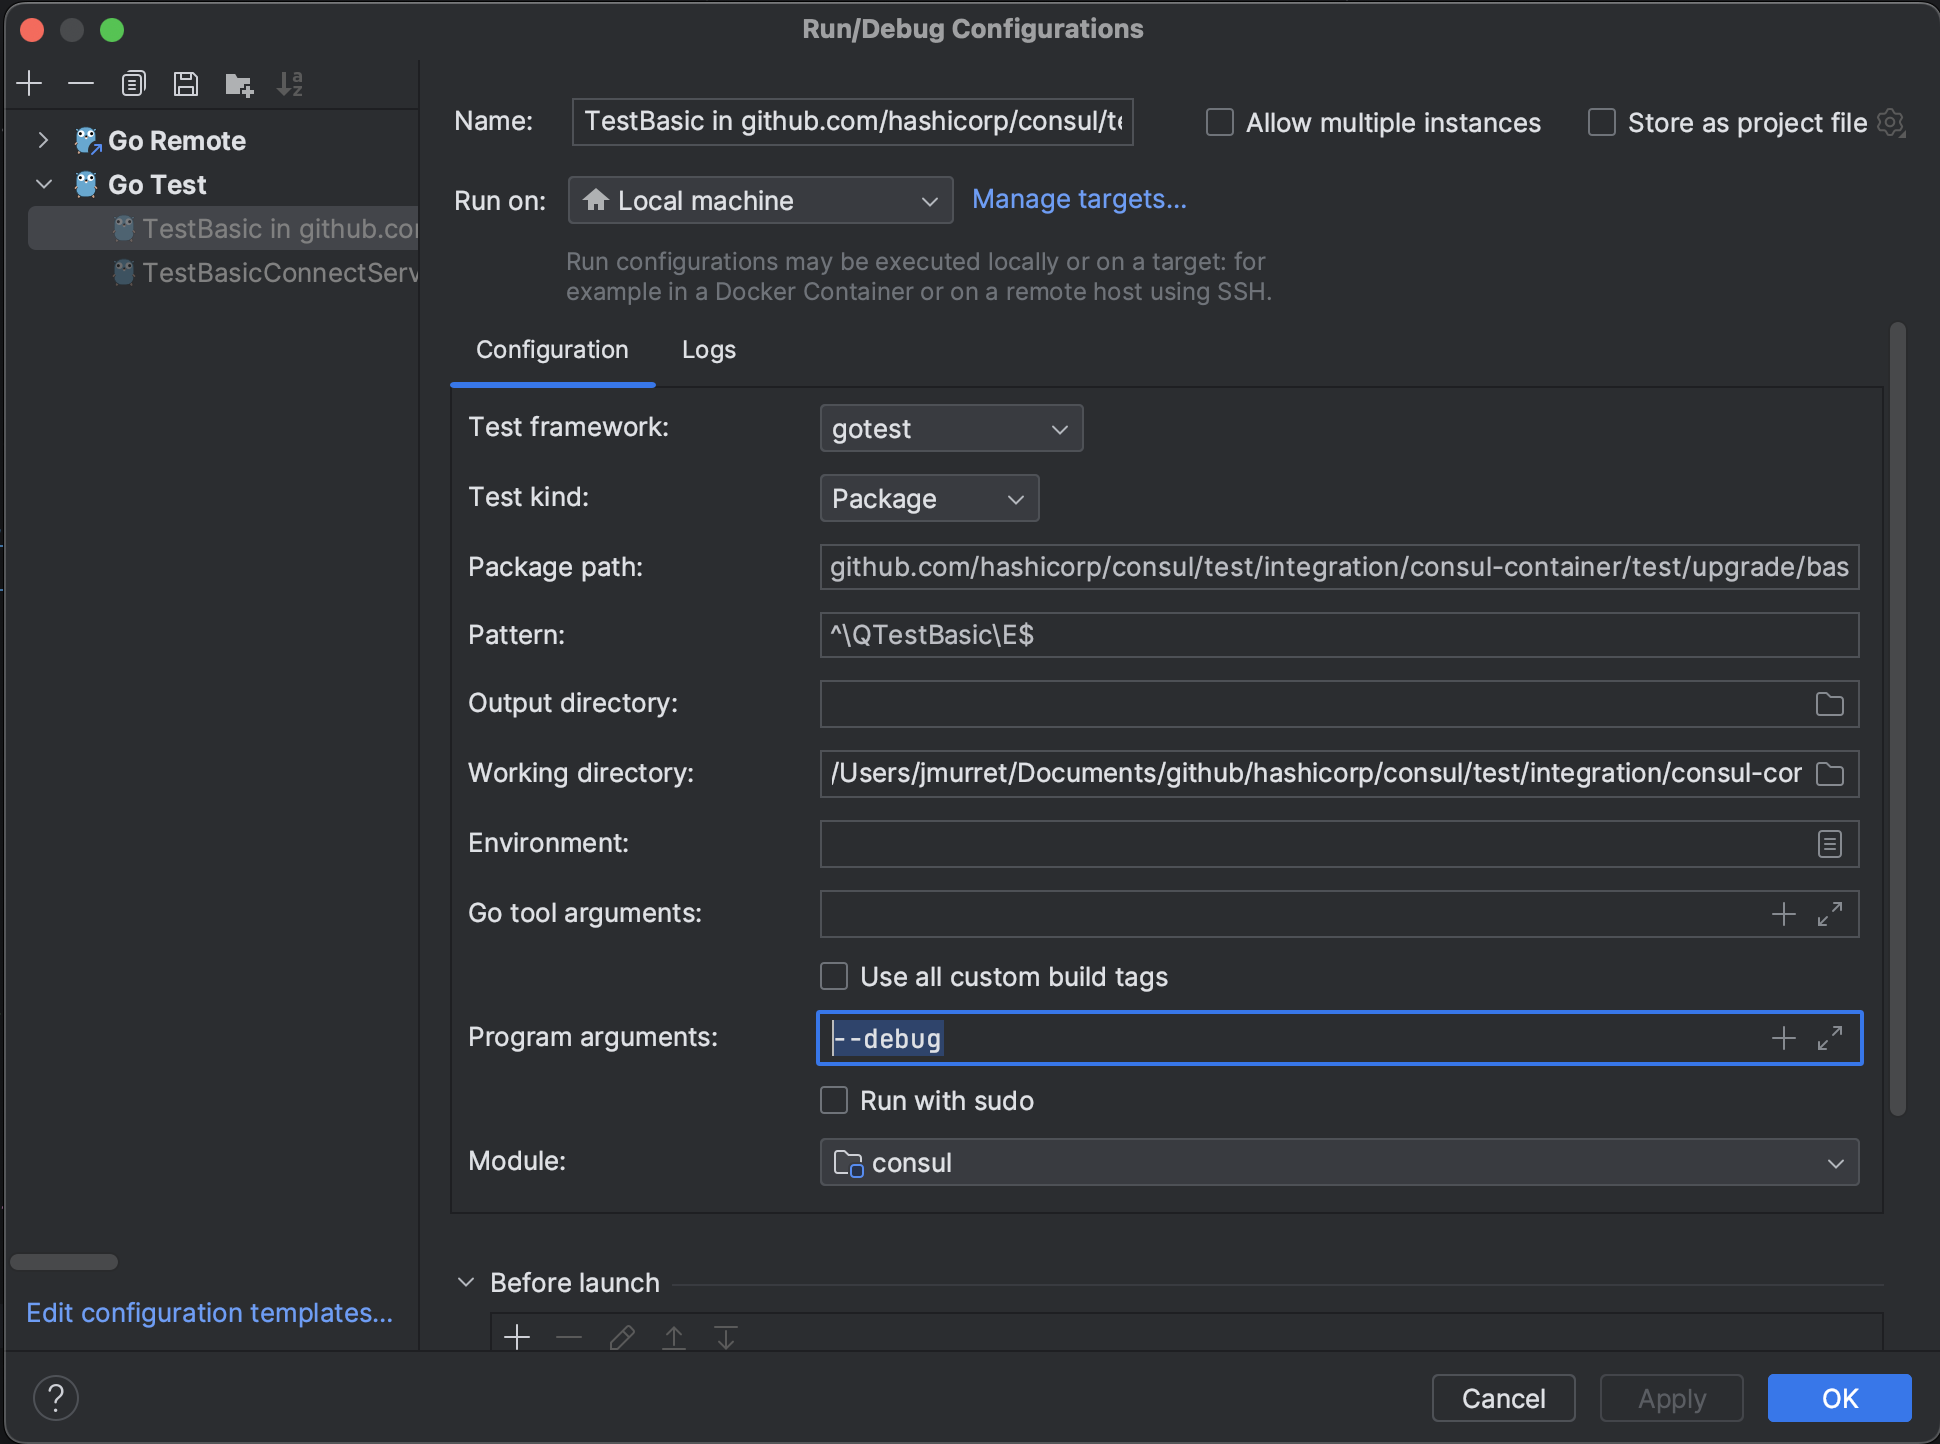 Run/Debug Configurations
Go Remote
Go Test
TestBasic in github.co
TestBasicConnectServ
Edit configuration templates...
Name:
TestBasic in github.com/hashicorp/consul/te
Allow multiple instances
Store as project file
Run on:
Local machine
Manage targets...
Run configurations may be executed locally or on a target: for
example in a Docker Container or on a remote host using SSH.
Configuration
Logs
Test framework:
gotest
Test kind:
Package
Package path:
github.com/hashicorp/consul/test/integration/consul-container/test/upgrade/bas
Pattern:
^\QTestBasic\E$
Output directory:
Working directory:
/Users/jmurret/Documents/github/hashicorp/consul/test/integration/consul-cor
Environment:
Go tool arguments:
Use all custom build tags
Program arguments:
--debug
Run with sudo
Module:
consul
Before launch
?
Cancel
Apply
OK